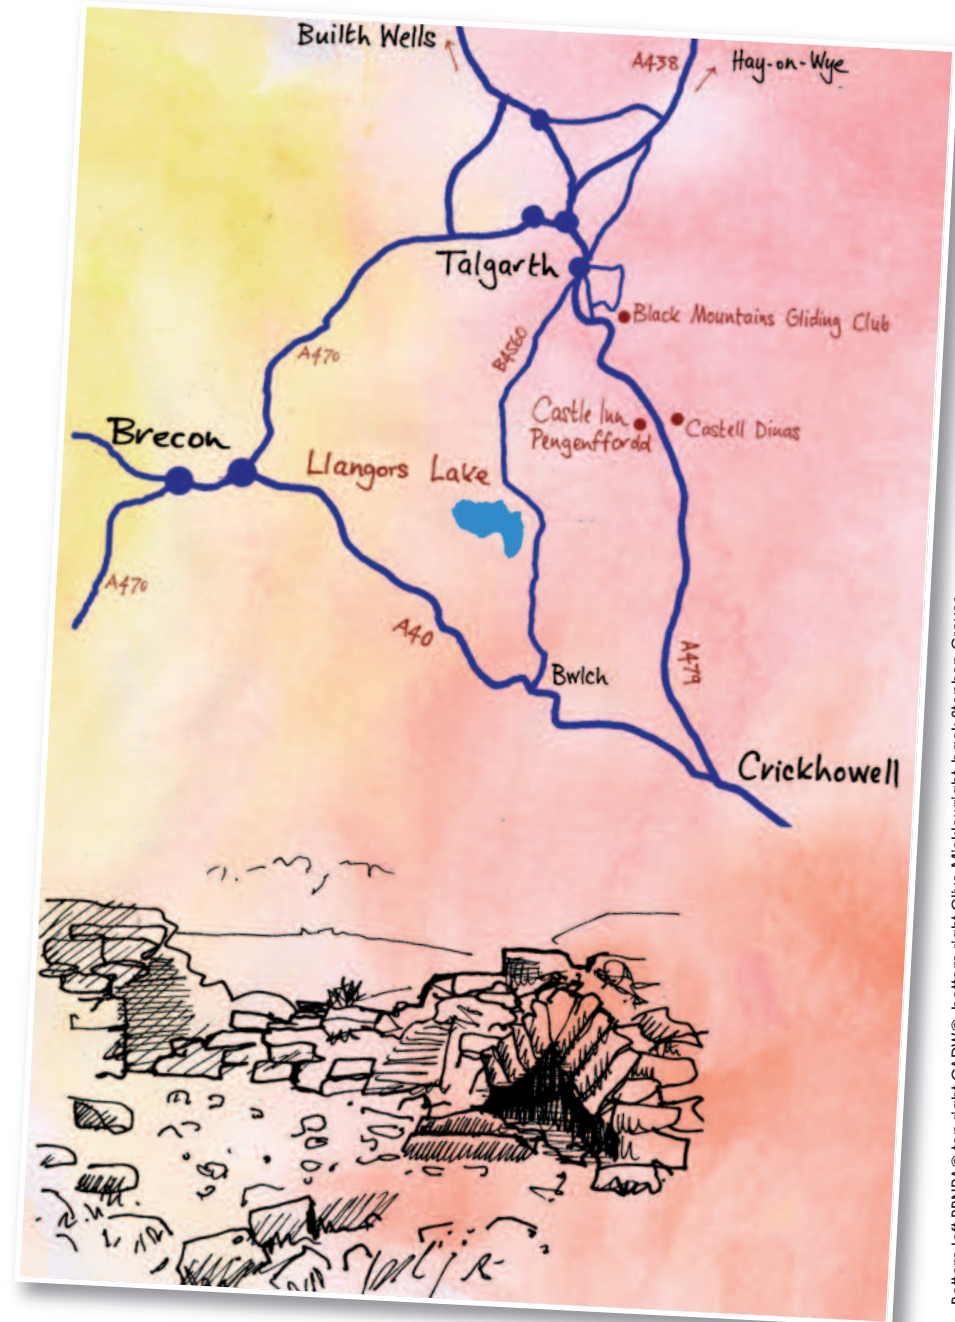 Builth Wells
A438
Hay-on-Wye
Talgarth
Black Mountains Gliding Club
B4560
A470
Castle Inn
Pengenffordd
Castell Dinas
Brecon
Llangors Lake
A470
A40
A479
Bwlch
Crickhowell